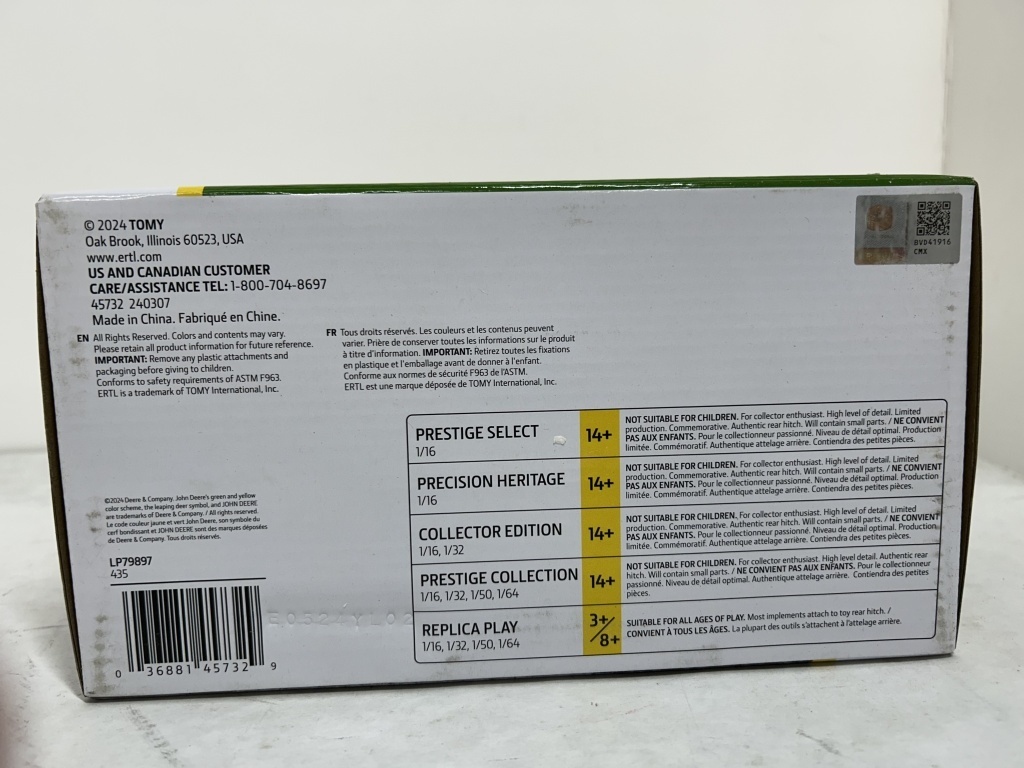 © 2024 TOMY
Oak Brook, Illinois 60523, USA
www.ertl.com
US AND CANADIAN CUSTOMER
CARE/ASSISTANCE TEL: 1-800-704-8697
45732 240307
Made in China. Fabriqué en Chine.
EN All Rights Reserved. Colors and contents may vary.
Please retain all product information for future reference.
IMPORTANT: Remove any plastic attachments and
packaging before giving to children.
Conforms to safety requirements of ASTM F963.
ERTL is a trademark of TOMY International, Inc.
FR Tous droits réservés. Les couleurs et les contenus peuvent
varier. Prière de conserver toutes les informations sur le produit
à titre d'information. IMPORTANT: Retirez toutes les fixations
en plastique et l'emballage avant de donner à l'enfant.
Conforme aux normes de sécurité F963 de l'ASTM.
ERTL est une marque déposée de TOMY International, Inc.
BVD41916
CMX
PRESTIGE SELECT
1/16
14+
NOT SUITABLE FOR CHILDREN. For collector enthusiast. High level of detail. Limited
production. Commemorative. Authentic rear hitch. Will contain small parts. / NE CONVIENT
PAS AUX ENFANTS. Pour le collectionneur passionné. Niveau de détail optimal. Production
limitée. Commémoratif. Authentique attelage arrière. Contiendra des petites pièces.
PRECISION HERITAGE
1/16
14+
NOT SUITABLE FOR CHILDREN. For collector enthusiast. High level of detail. Limited
production. Commemorative. Authentic rear hitch. Will contain small parts. / NE CONVIENT
PAS AUX ENFANTS. Pour le collectionneur passionné. Niveau de détail optimal. Production
limitée. Commémoratif. Authentique attelage arrière. Contiendra des petites pièces.
COLLECTOR EDITION
1/16, 1/32
14+
NOT SUITABLE FOR CHILDREN. For collector enthusiast. High level of detail. Limited
production. Commemorative. Authentic rear hitch. Will contain small parts. / NE CONVIENT
PAS AUX ENFANTS. Pour le collectionneur passionné. Niveau de détail optimal. Production
limitée. Commémoratif. Authentique attelage arrière. Contiendra des petites pièces.
PRESTIGE COLLECTION
1/16, 1/32, 1/50, 1/64
14+
NOT SUITABLE FOR CHILDREN. For collector enthusiast. High level detail. Authentic rear
hitch. Will contain small parts. / NE CONVIENT PAS AUX ENFANTS. Pour le collectionneur
passionné. Niveau de détail optimal. Authentique attelage arrière. Contiendra des petites
pièces.
REPLICA PLAY
1/16, 1/32, 1/50, 1/64
3+/
8+
SUITABLE FOR ALL AGES OF PLAY. Most implements attach to toy rear hitch. /
CONVIENT À TOUS LES ÂGES. La plupart des outils s'attachent à l'attelage arrière.
©2024 Deere & Company. John Deere's green and yellow
color scheme, the leaping deer symbol, and JOHN DEERE
are trademarks of Deere & Company. / All rights reserved.
Le code couleur jaune et vert John Deere, son symbole du
cerf bondissant et JOHN DEERE sont des marques déposées
de Deere & Company. Tous droits réservés.
LP79897
435
0 36881 45732 9